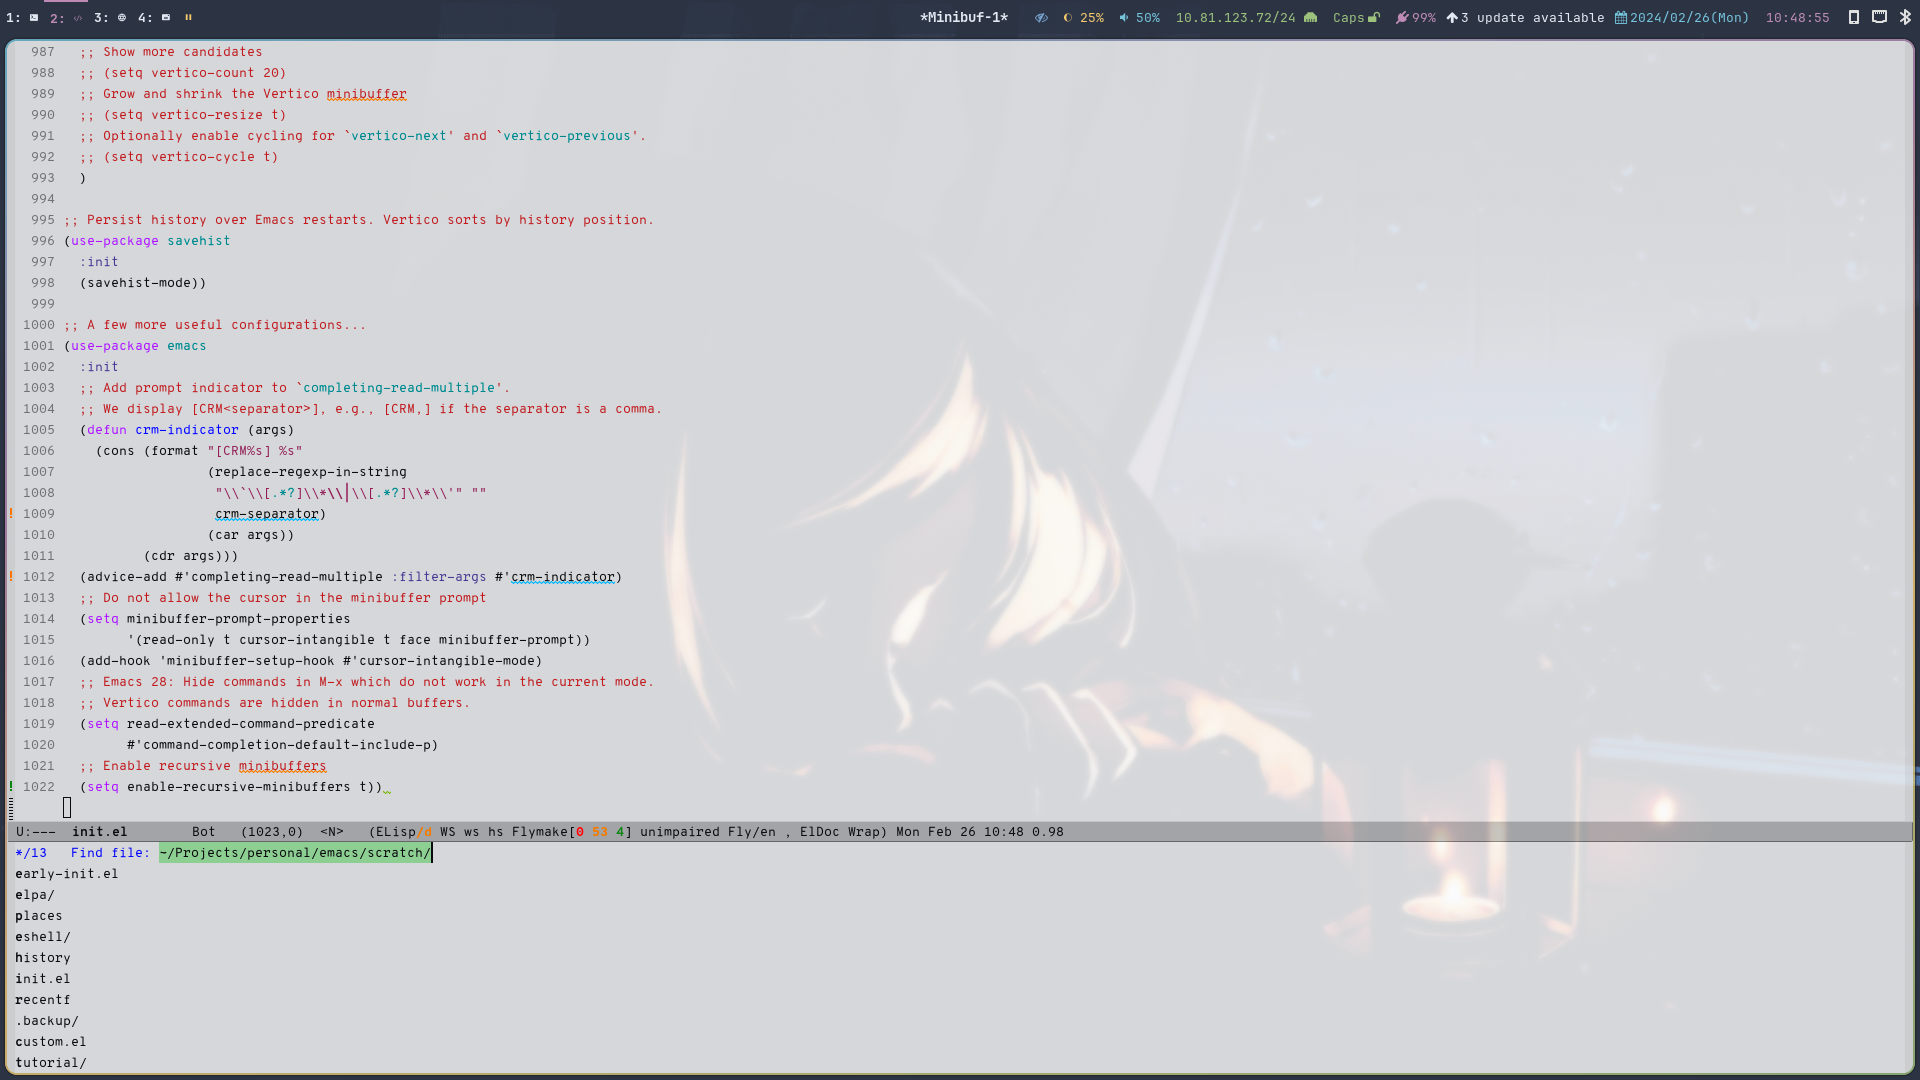 1: 2: 3: 4: *Minibuf-1* 25% 50% 10.81.123.72/24 Caps 99% 3 update available 2024/02/26(Mon) 10:48:55
987 ;; Show more candidates
988 ;; (setq vertico-count 20)
989 ;; Grow and shrink the Vertico minibuffer
990 ;; (setq vertico-resize t)
991 ;; Optionally enable cycling for `vertico-next' and `vertico-previous'.
992 ;; (setq vertico-cycle t)
993 )
994
995 ;; Persist history over Emacs restarts. Vertico sorts by history position.
996 (use-package savehist
997 :init
998 (savehist-mode))
999
1000 ;; A few more useful configurations...
1001 (use-package emacs
1002 :init
1003 ;; Add prompt indicator to `completing-read-multiple'.
1004 ;; We display [CRM<separator>], e.g., [CRM,] if the separator is a comma.
1005 (defun crm-indicator (args)
1006 (cons (format "[CRM%s] %s"
1007 (replace-regexp-in-string
1008 "\\`\\[.*?]\\*\\|\\[.*?]\\*\\'" ""
! 1009 crm-separator)
1010 (car args))
1011 (cdr args)))
! 1012 (advice-add #'completing-read-multiple :filter-args #'crm-indicator)
1013 ;; Do not allow the cursor in the minibuffer prompt
1014 (setq minibuffer-prompt-properties
1015 '(read-only t cursor-intangible t face minibuffer-prompt))
1016 (add-hook 'minibuffer-setup-hook #'cursor-intangible-mode)
1017 ;; Emacs 28: Hide commands in M-x which do not work in the current mode.
1018 ;; Vertico commands are hidden in normal buffers.
1019 (setq read-extended-command-predicate
1020 #'command-completion-default-include-p)
1021 ;; Enable recursive minibuffers
! 1022 (setq enable-recursive-minibuffers t))
U:--- init.el Bot (1023,0) <N> (ELisp/d WS ws hs Flymake[0 53 4] unimpaired Fly/en , ElDoc Wrap) Mon Feb 26 10:48 0.98
*/13 Find file: ~/Projects/personal/emacs/scratch/
early-init.el
elpa/
places
eshell/
history
init.el
recentf
.backup/
custom.el
tutorial/